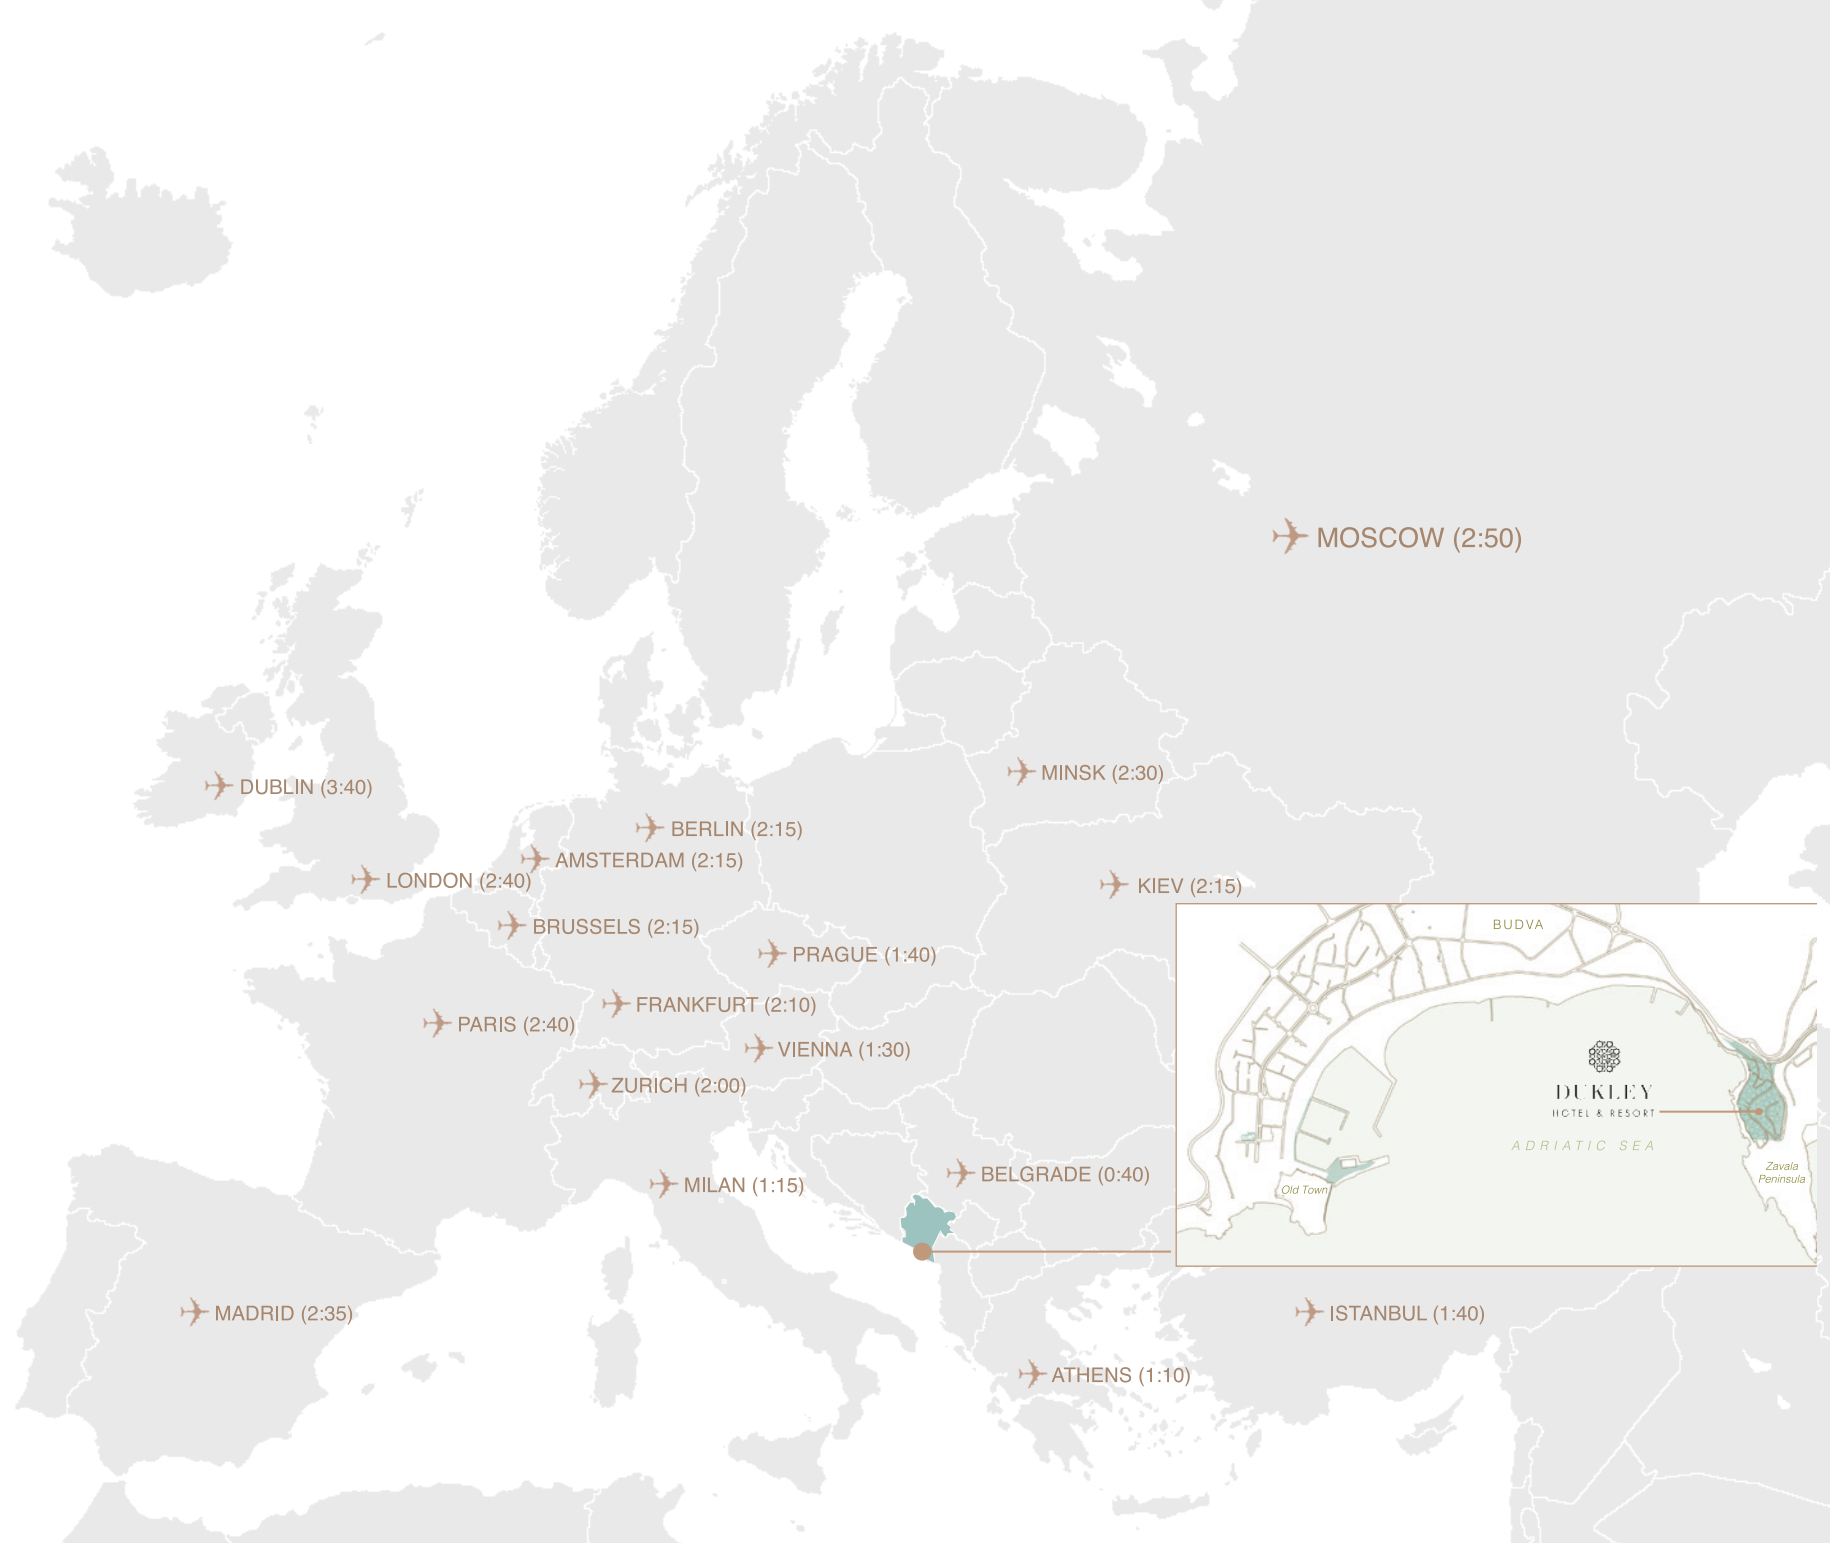 MOSCOW (2:50)
MINSK (2:30)
DUBLIN (3:40)
BERLIN (2:15)
AMSTERDAM (2:15)
LONDON (2:40)
KIEV (2:15)
BRUSSELS (2:15)
PRAGUE (1:40)
FRANKFURT (2:10)
PARIS (2:40)
VIENNA (1:30)
ZURICH (2:00)
BELGRADE (0:40)
MILAN (1:15)
MADRID (2:35)
ISTANBUL (1:40)
ATHENS (1:10)
BUDVA
DUKLEY
HOTEL & RESORT
ADRIATIC SEA
Old Town
Zavala
Peninsula